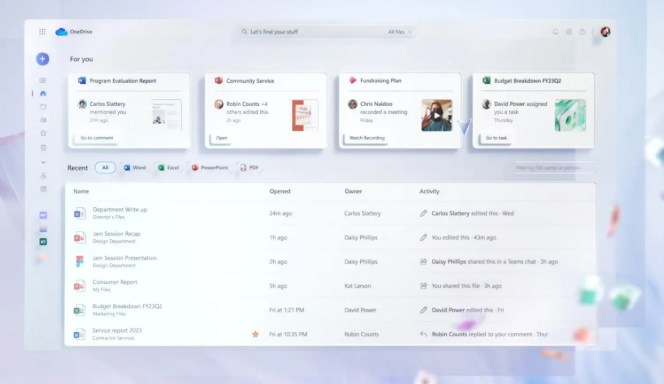 OneDrive
Let's find your stuff
All files
For you
Program Evaluation Report
Carlos Slattery
mentioned you
27m ago
Go to comment
Community Service
Robin Counts +4
others edited this
3h ago
Open
Fundraising Plan
Chris Naidoo
recorded a meeting
Friday
Watch Recording
Budget Breakdown FY23Q2
David Power assigned
you a task
Thursday
Go to task
Recent
All
Word
Excel
PowerPoint
PDF
Filter by file name or person
Name
Opened
Owner
Activity
Department Write up
Director's Files
24m ago
Carlos Slattery
Carlos Slattery edited this · Wed
Jam Session Recap
Design Department
1h ago
Daisy Phillips
You edited this · 43m ago
Jam Session Presentation
Design Department
2h ago
Daisy Phillips
Daisy Phillips shared this in a Teams chat · 3h ago
Consumer Report
My Files
5h ago
Kat Larson
You shared this file · 3h ago
Budget Breakdown FY23Q2
Marketing Files
Fri at 1:21 PM
David Power
David Power edited this · Fri
Service report 2023
Contractor Services
Fri at 10:35 PM
Robin Counts
Robin Counts replied to your comment · Thur